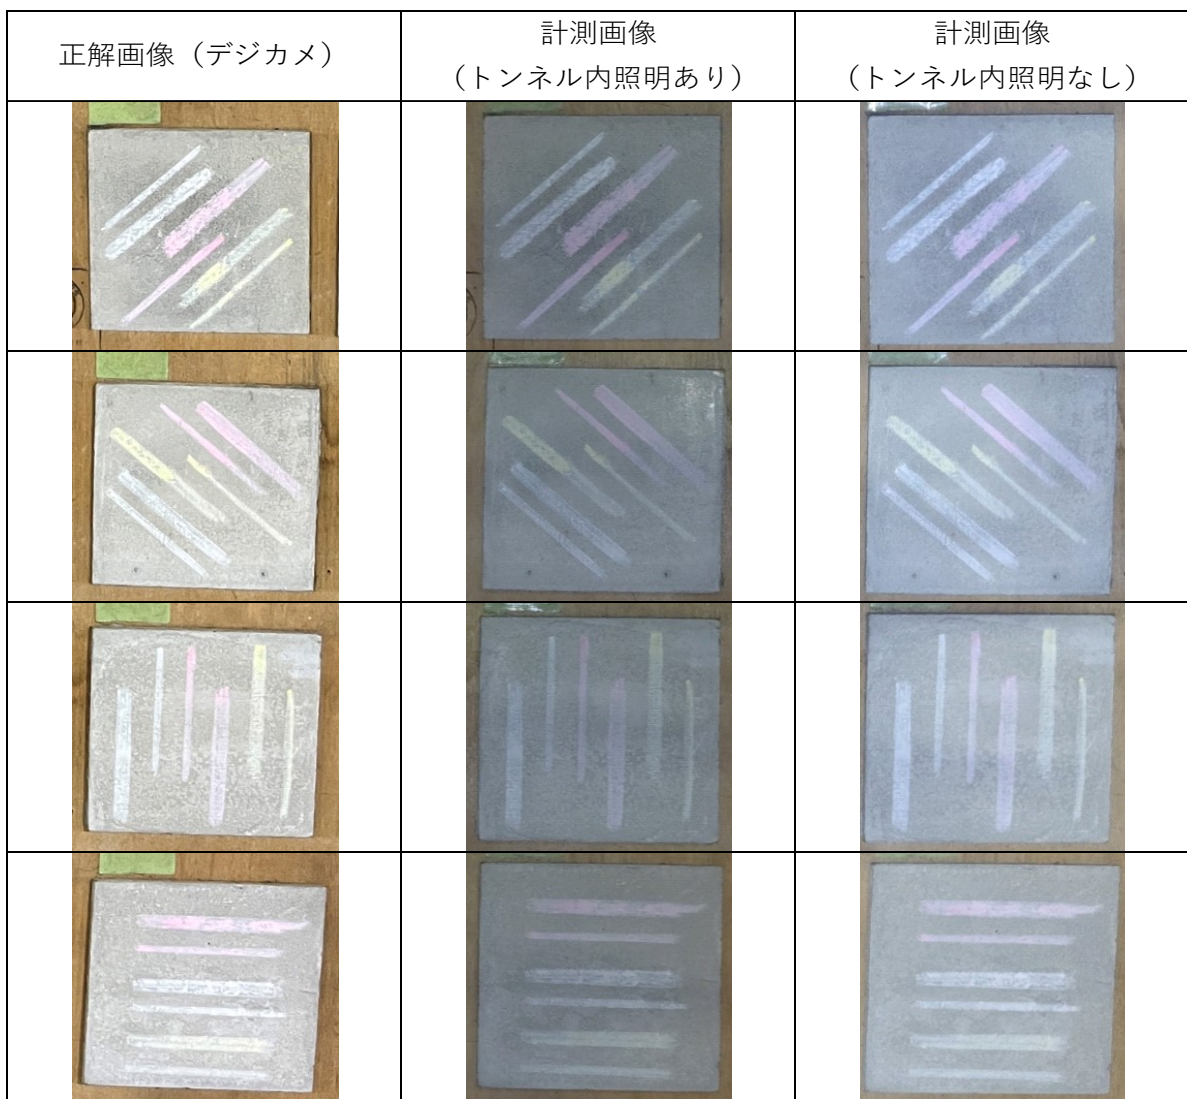 正解画像（デジカメ）
計測画像
（トンネル内照明あり）
計測画像
（トンネル内照明なし）